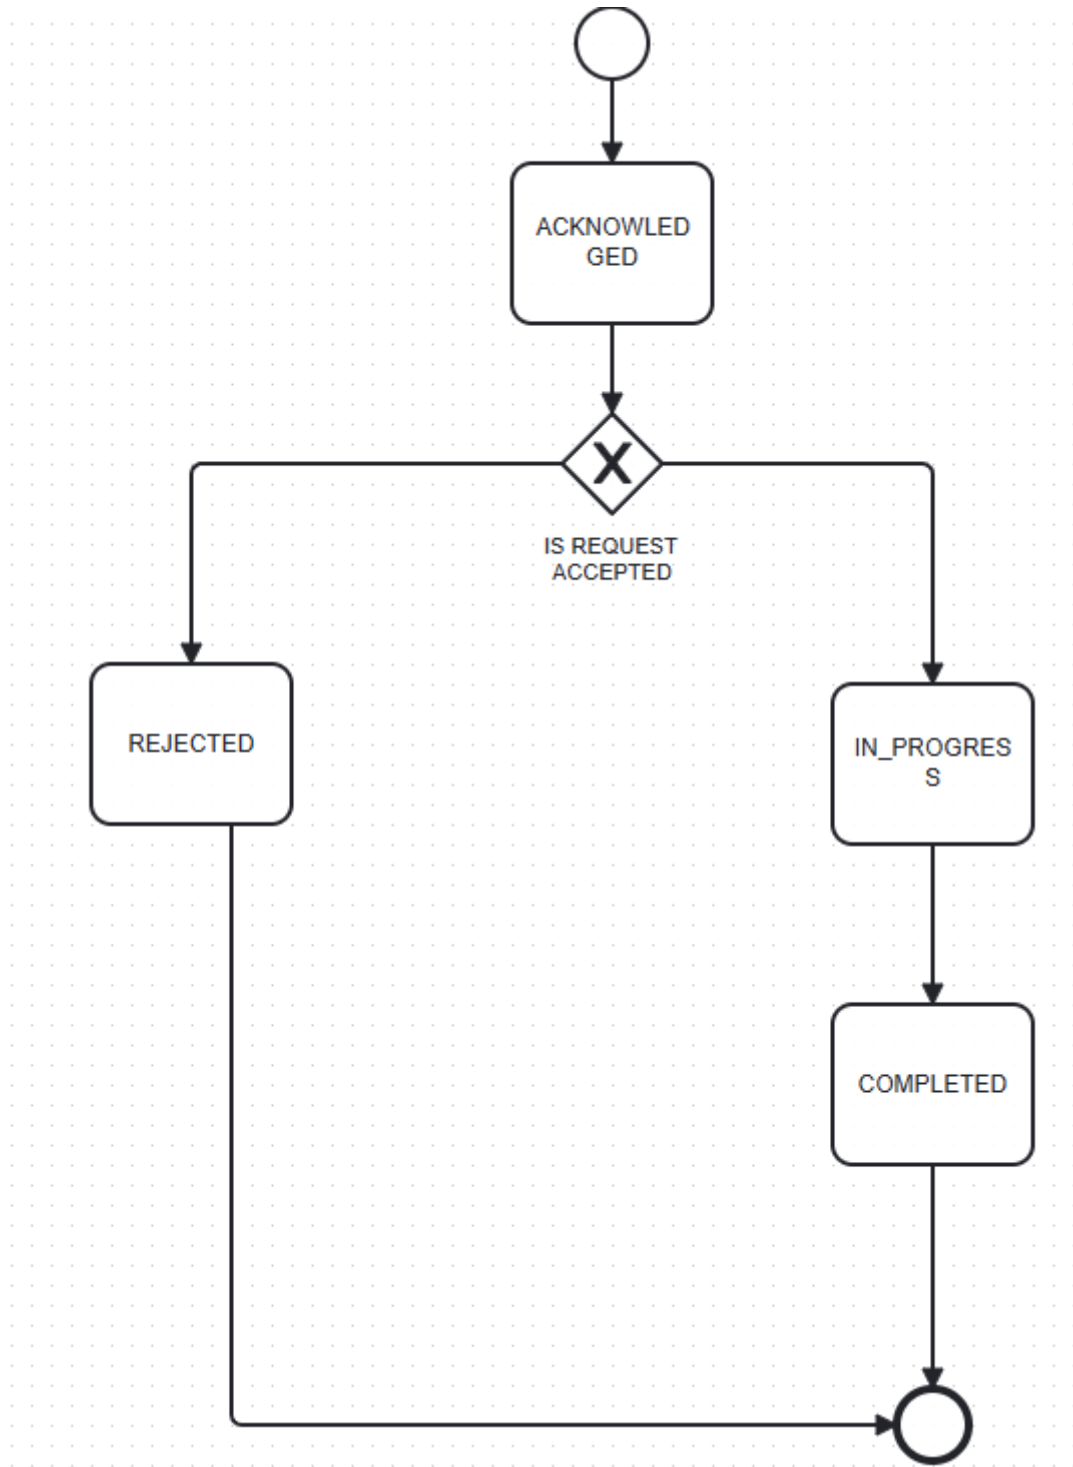 ACKNOWLED
GED
X
IS REQUEST
ACCEPTED
REJECTED
IN_PROGRES
S
COMPLETED